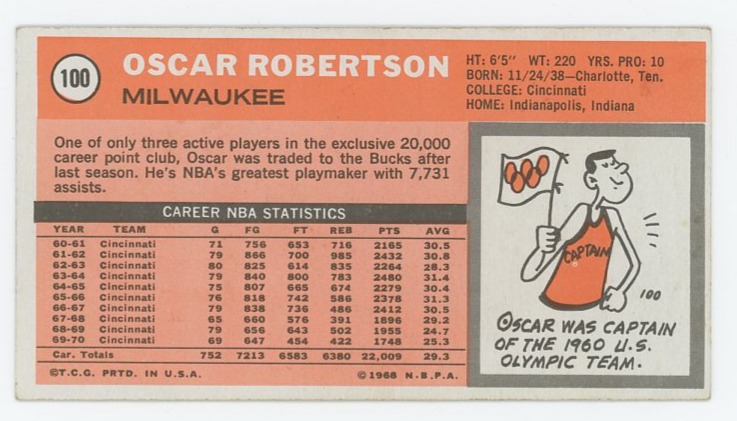 100
OSCAR ROBERTSON
MILWAUKEE
HT: 6'5" WT: 220 YRS. PRO: 10
BORN: 11/24/38—Charlotte, Ten.
COLLEGE: Cincinnati
HOME: Indianapolis, Indiana
One of only three active players in the exclusive 20,000
career point club, Oscar was traded to the Bucks after
last season. He's NBA's greatest playmaker with 7,731
assists.
CAREER NBA STATISTICS
YEAR TEAM G FG FT REB PTS AVG
60-61 Cincinnati 71 756 653 716 2165 30.5
61-62 Cincinnati 79 866 700 985 2432 30.8
62-63 Cincinnati 80 825 614 835 2264 28.3
63-64 Cincinnati 79 840 800 783 2480 31.4
64-65 Cincinnati 75 807 665 674 2279 30.4
65-66 Cincinnati 76 818 742 586 2378 31.3
66-67 Cincinnati 79 838 736 486 2412 30.5
67-68 Cincinnati 65 660 576 391 1896 29.2
68-69 Cincinnati 79 656 643 502 1955 24.7
69-70 Cincinnati 69 647 454 422 1748 25.3
Car. Totals 752 7213 6583 6380 22,009 29.3
©T.C.G. PRTD. IN U.S.A. ©1968 N.B.P.A.
CAPTAIN
100
OSCAR WAS CAPTAIN
OF THE 1960 U.S.
OLYMPIC TEAM.